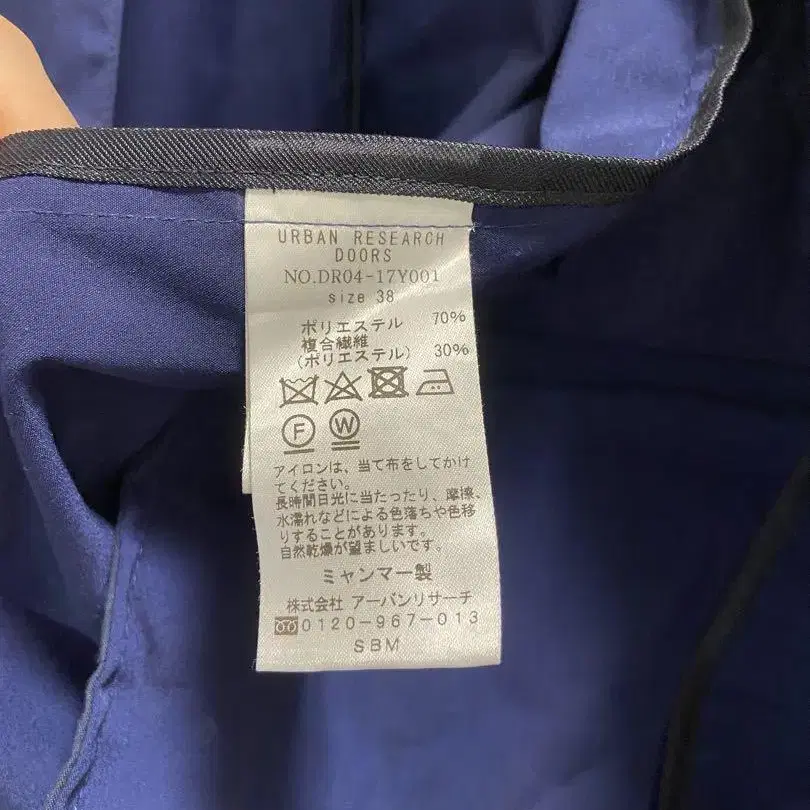 URBAN RESEARCH
DOORS
NO.DR04-17Y001
SIZE 38
ポリエステル 70%
複合繊維
(ポリエステル) 30%
F W
アイロンは、当て布をしてかけ
てください。
長時間日光に当たったり、摩擦、
水濡れなどによる色落ちや色移
りすることがあります。
自然乾燥が望ましいです。
ミャンマー製
株式会社 アーバンリサーチ
0120-967-013
SBM